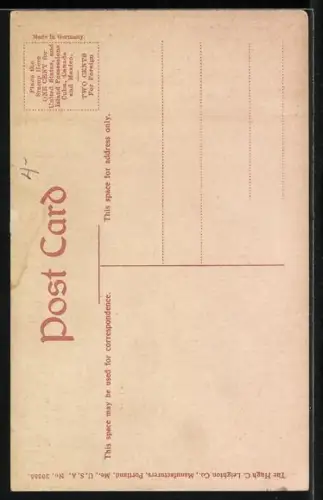 Made in Germany
Place the
Stamp Here
ONE CENT for
United States, and
Island Possessions
Cuba, Canada
and Mexico.
TWO CENTS
For Foreign
4-
Post Card
This space may be used for correspondence.
This space for address only.
The Hugh C. Leighton Co., Manufacturers, Portland, Me., U. S. A. No.